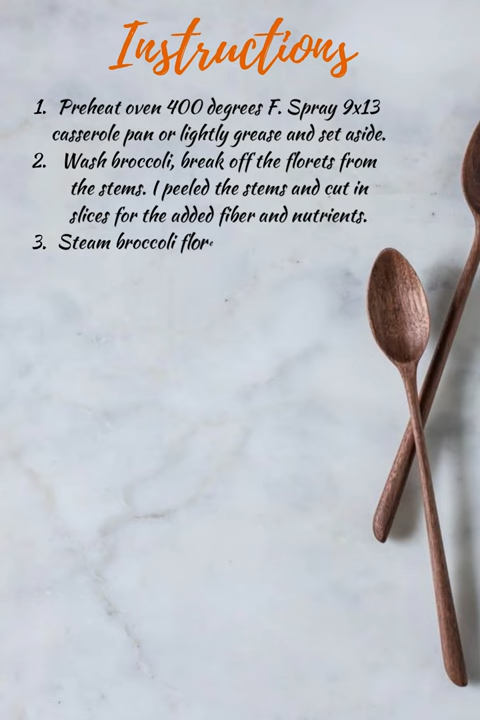 Instructions
1. Preheat oven 400 degrees F. Spray 9x13
casserole pan or lightly grease and set aside.
2. Wash broccoli, break off the florets from
the stems. I peeled the stems and cut in
slices for the added fiber and nutrients.
3. Steam broccoli flor